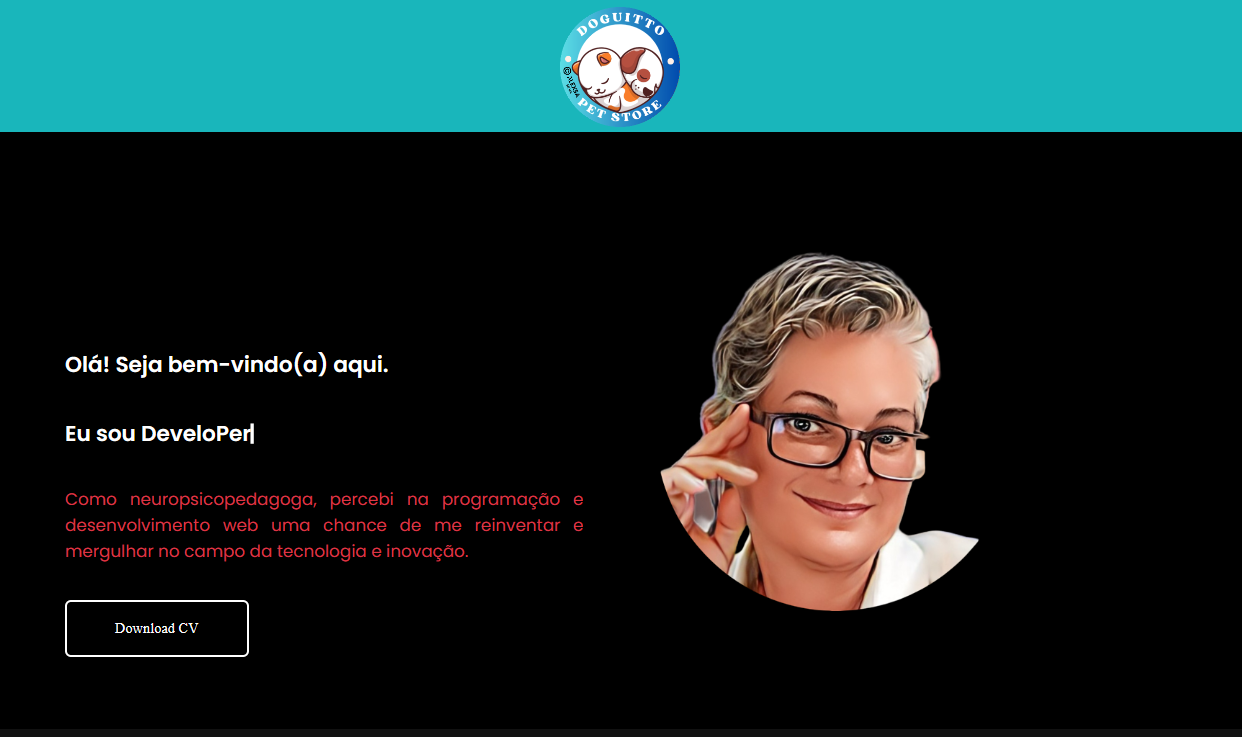 DOGUITTO
PET STORE
Olá! Seja bem-vindo(a) aqui.
Eu sou DeveloPer
Como neuropsicopedagoga, percebi na programação e
desenvolvimento web uma chance de me reinventar e
mergulhar no campo da tecnologia e inovação.
Download CV